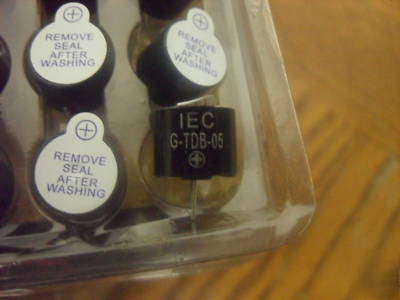 REMOVE
SEAL
AFTER
WASHING
REMOVE
SEAL
AFTER
WASHING
IEC
G-TDB-05
REMOVE
SEAL
AFTER
WASHING